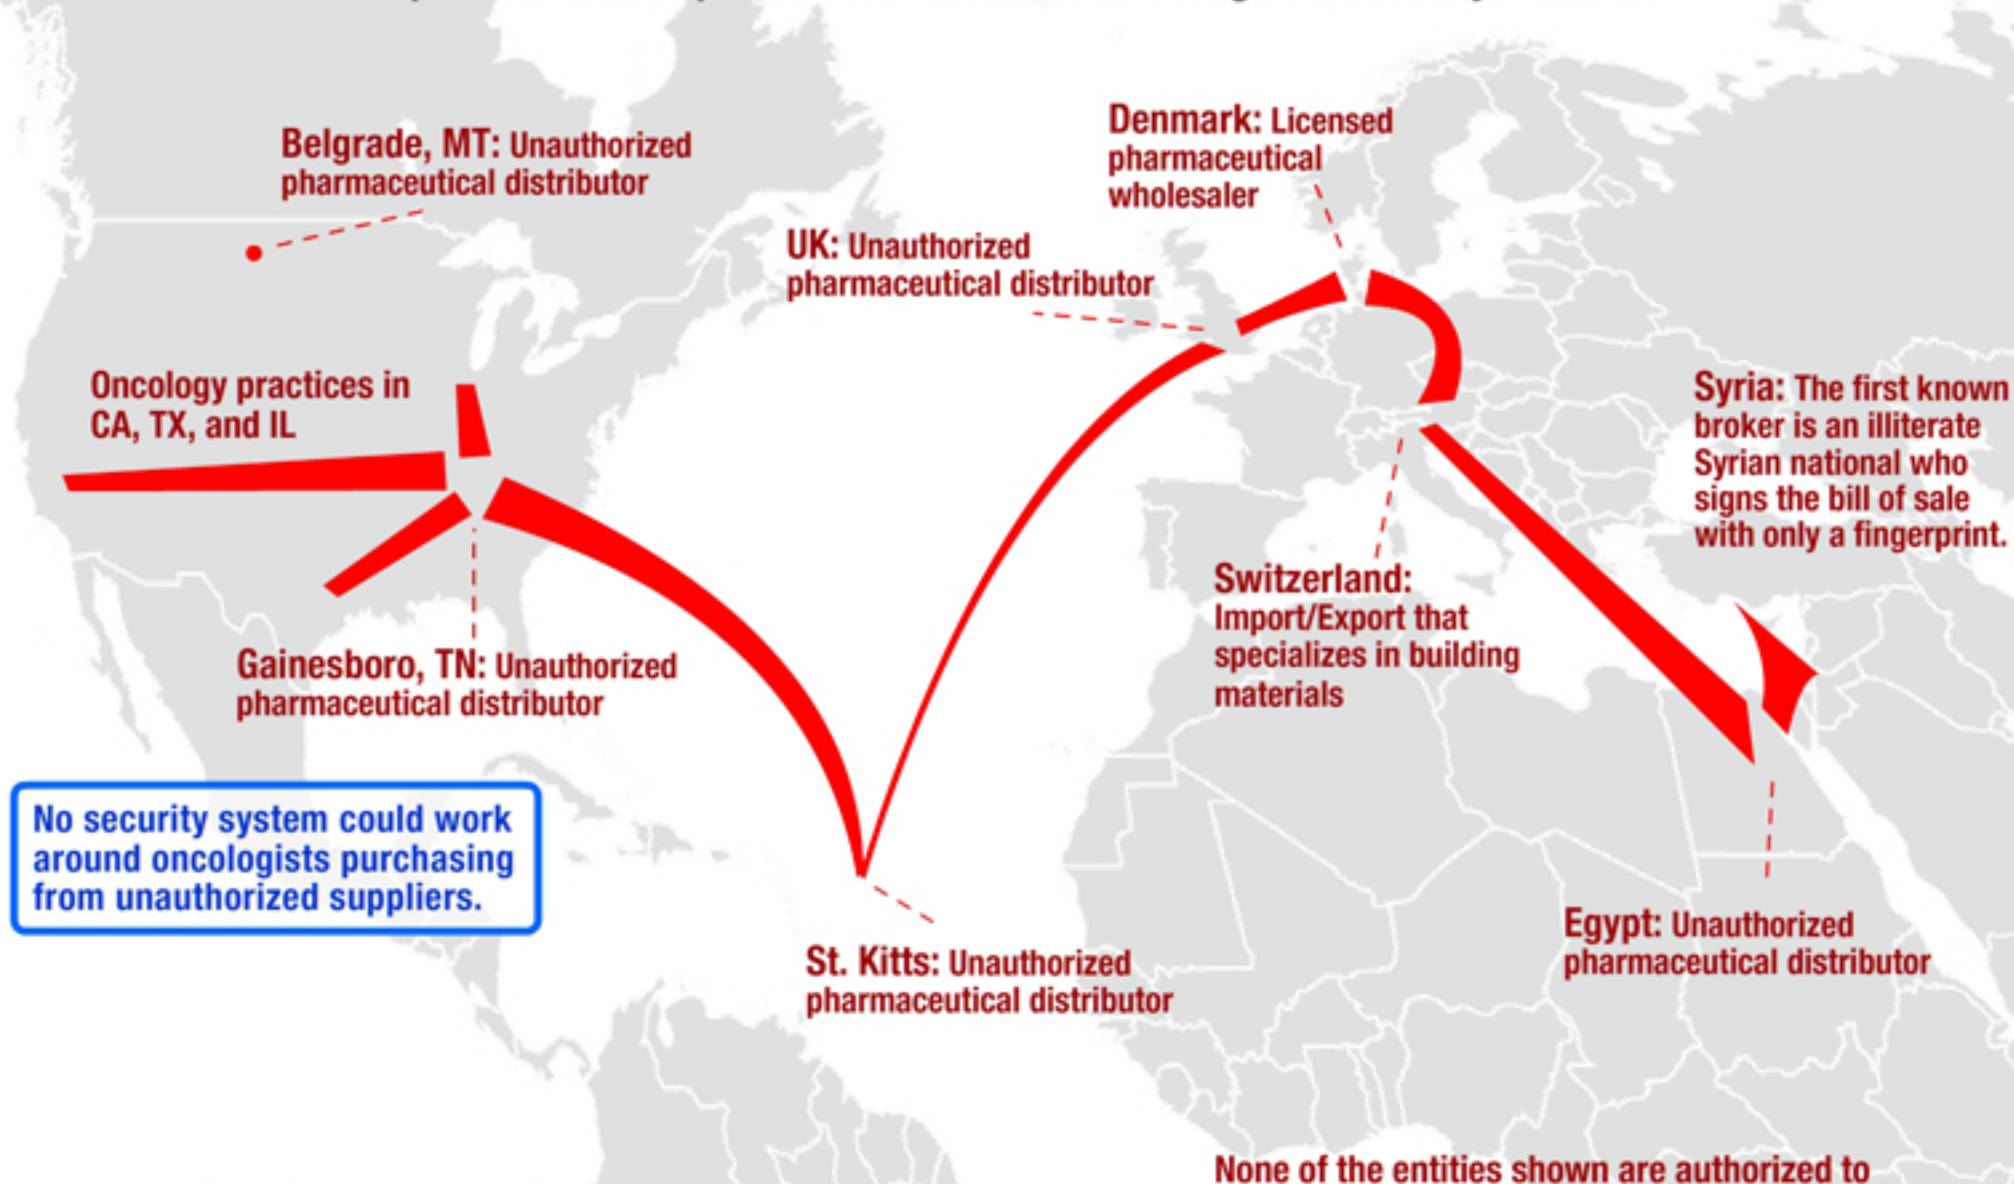 Belgrade, MT: Unauthorized
pharmaceutical distributor
Denmark: Licensed
pharmaceutical
wholesaler
UK: Unauthorized
pharmaceutical distributor
Oncology practices in
CA, TX, and IL
Syria: The first known
broker is an illiterate
Syrian national who
signs the bill of sale
with only a fingerprint.
Switzerland:
Import/Export that
specializes in building
materials
Gainesboro, TN: Unauthorized
pharmaceutical distributor
No security system could work
around oncologists purchasing
from unauthorized suppliers.
St. Kitts: Unauthorized
pharmaceutical distributor
Egypt: Unauthorized
pharmaceutical distributor
None of the entities shown are authorized to